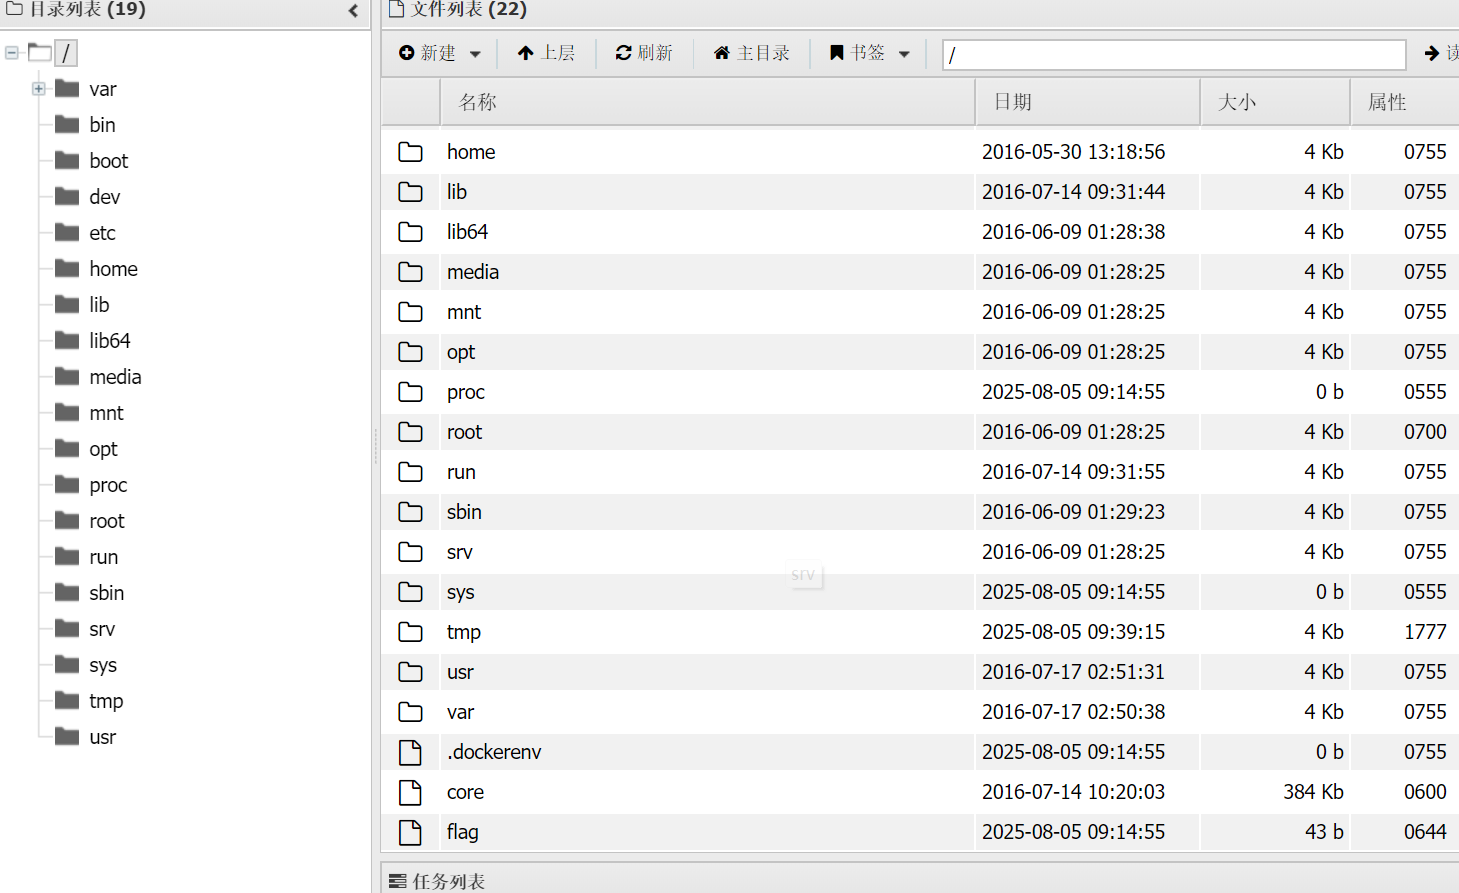 目录列表 (19)
/
var
bin
boot
dev
etc
home
lib
lib64
media
mnt
opt
proc
root
run
sbin
srv
sys
tmp
usr
文件列表 (22)
新建 上层 刷新 主目录 书签 / 读
名称 日期 大小 属性
home 2016-05-30 13:18:56 4 Kb 0755
lib 2016-07-14 09:31:44 4 Kb 0755
lib64 2016-06-09 01:28:38 4 Kb 0755
media 2016-06-09 01:28:25 4 Kb 0755
mnt 2016-06-09 01:28:25 4 Kb 0755
opt 2016-06-09 01:28:25 4 Kb 0755
proc 2025-08-05 09:14:55 0 b 0555
root 2016-06-09 01:28:25 4 Kb 0700
run 2016-07-14 09:31:55 4 Kb 0755
sbin 2016-06-09 01:29:23 4 Kb 0755
srv 2016-06-09 01:28:25 4 Kb 0755
srv
sys 2025-08-05 09:14:55 0 b 0555
tmp 2025-08-05 09:39:15 4 Kb 1777
usr 2016-07-17 02:51:31 4 Kb 0755
var 2016-07-17 02:50:38 4 Kb 0755
.dockerenv 2025-08-05 09:14:55 0 b 0755
core 2016-07-14 10:20:03 384 Kb 0600
flag 2025-08-05 09:14:55 43 b 0644
任务列表